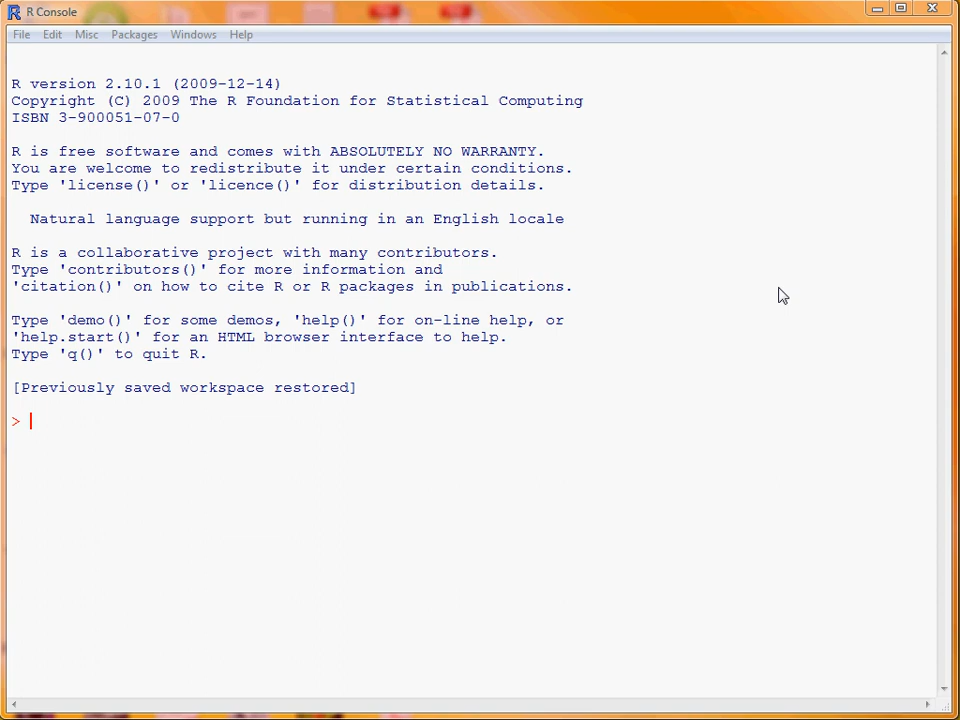 R Console
File Edit Misc Packages Windows Help
R version 2.10.1 (2009-12-14)
Copyright (C) 2009 The R Foundation for Statistical Computing
ISBN 3-900051-07-0
R is free software and comes with ABSOLUTELY NO WARRANTY.
You are welcome to redistribute it under certain conditions.
Type 'license()' or 'licence()' for distribution details.
Natural language support but running in an English locale
R is a collaborative project with many contributors.
Type 'contributors()' for more information and
'citation()' on how to cite R or R packages in publications.
Type 'demo()' for some demos, 'help()' for on-line help, or
'help.start()' for an HTML browser interface to help.
Type 'q()' to quit R.
[Previously saved workspace restored]
>